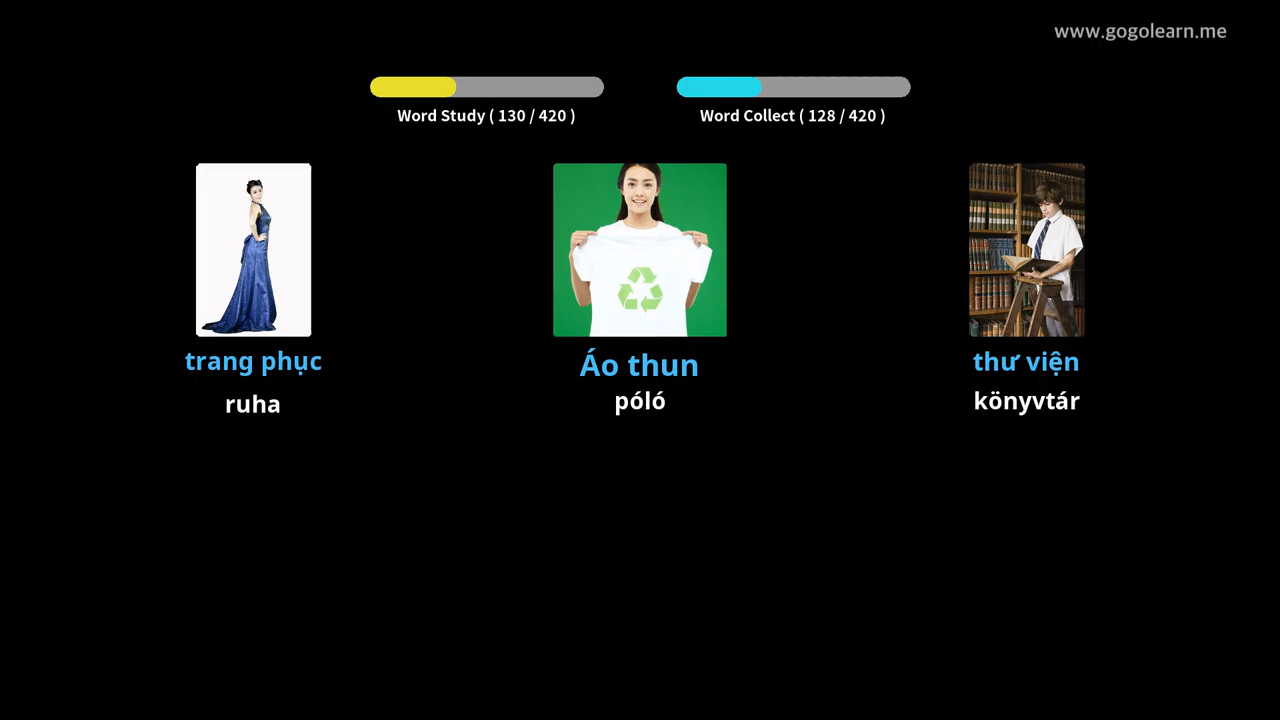 www.gogolearn.me
Word Study ( 130 / 420 )
Word Collect ( 128 / 420 )
trang phục
ruha
Áo thun
póló
thư viện
könyvtár